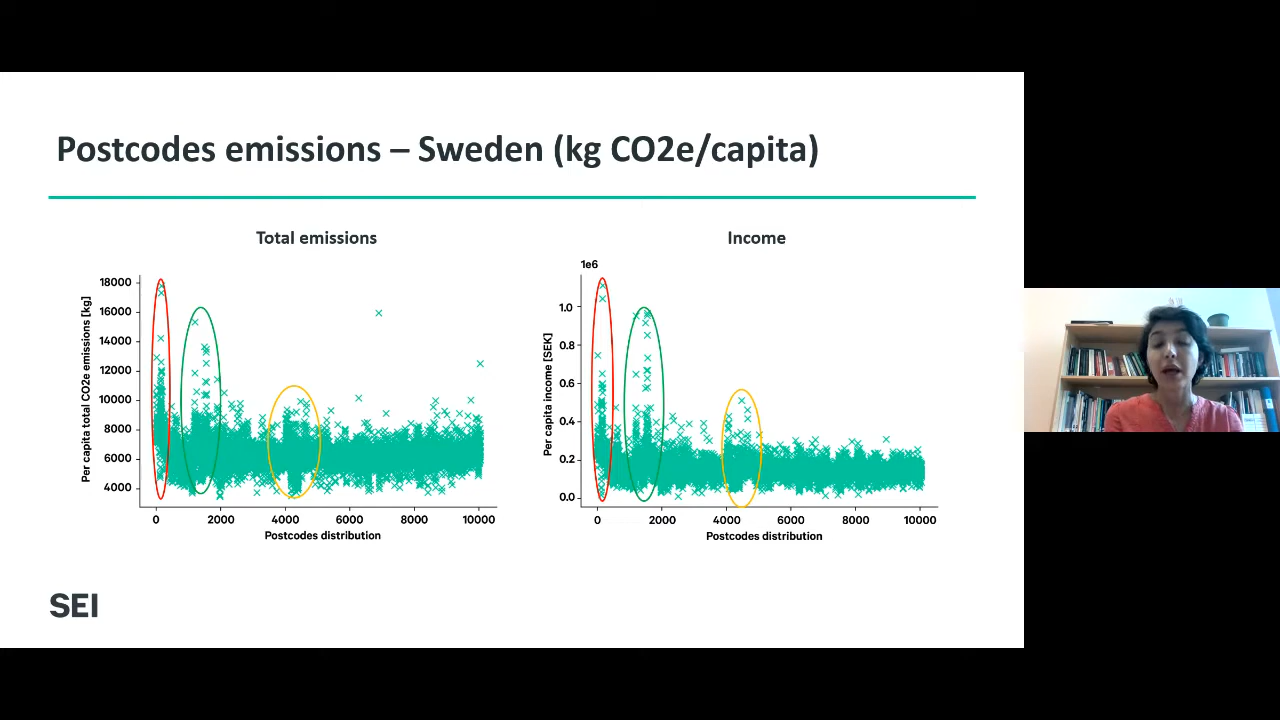 Postcodes emissions – Sweden (kg CO2e/capita)
Total emissions
18000
16000
14000
12000
10000
8000
6000
4000
Per capita total CO2e emissions [kg]
0 2000 4000 6000 8000 10000
Postcodes distribution
Income
1e6
1.0
0.8
0.6
0.4
0.2
0.0
Per capita income [SEK]
0 2000 4000 6000 8000 10000
Postcodes distribution
SEI